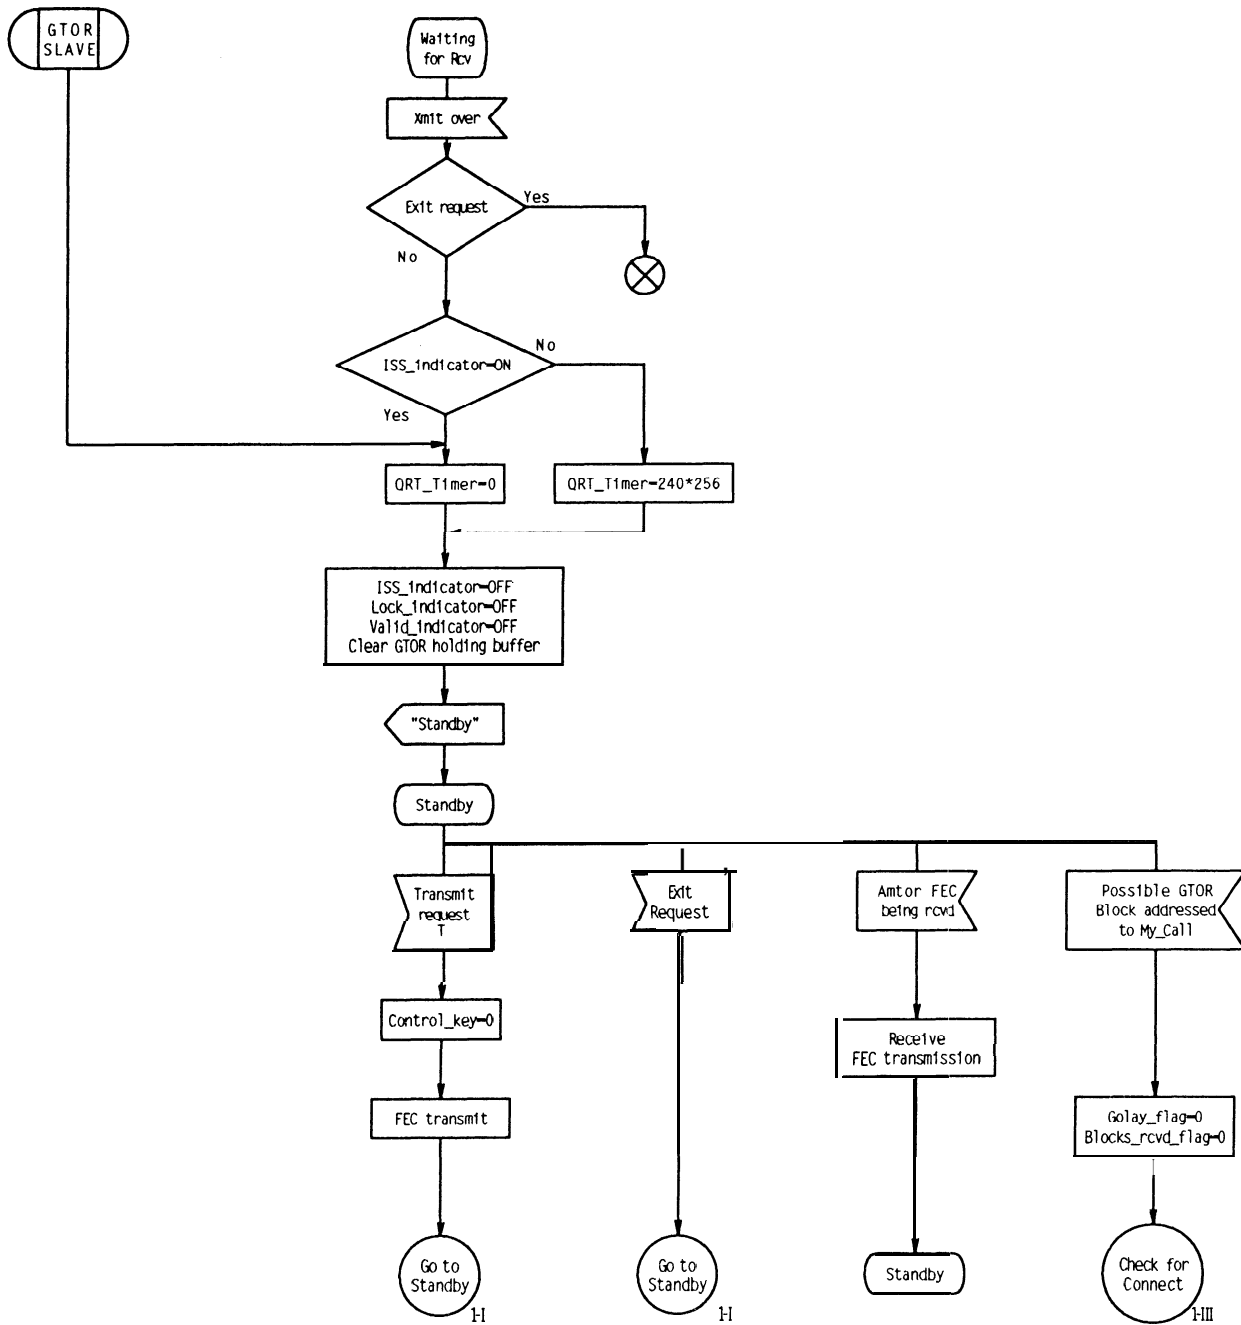 GTOR
SLAVE
Waiting
for Rcv
Xmit over
Exit request
Yes
No
ISS_indicator=ON
No
Yes
QRT_Timer=0
QRT_Timer=240*256
ISS_indicator=OFF
Lock_indicator=OFF
Valid_indicator=OFF
Clear GTOR holding buffer
"Standby"
Standby
Transmit
request
T
Exit
Request
Amtor FEC
being rcvd
Possible GTOR
Block addressed
to My_Call
Control_key=0
Receive
FEC transmission
FEC transmit
Golay_flag=0
Blocks_rcvd_flag=0
Go to
Standby
1-I
Go to
Standby
1-I
Standby
Check for
Connect
1-III